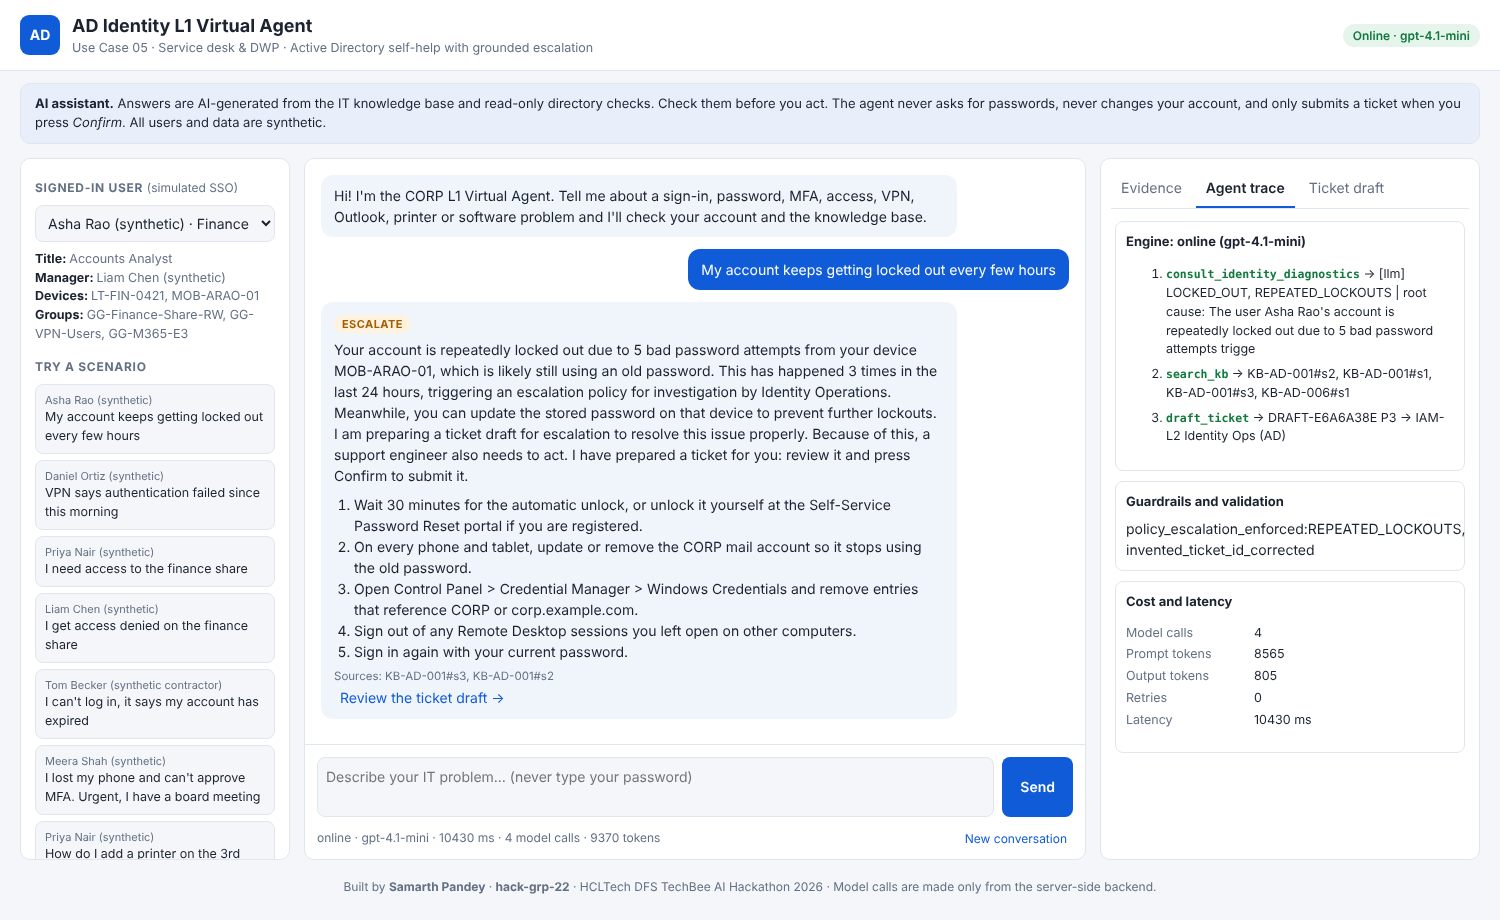 AD
AD Identity L1 Virtual Agent
Use Case 05 · Service desk & DWP · Active Directory self-help with grounded escalation
Online · gpt-4.1-mini
AI assistant. Answers are AI-generated from the IT knowledge base and read-only directory checks. Check them before you act. The agent never asks for passwords, never changes your account, and only submits a ticket when you
press Confirm. All users and data are synthetic.
SIGNED-IN USER (simulated SSO)
Asha Rao (synthetic) · Finance
Title: Accounts Analyst
Manager: Liam Chen (synthetic)
Devices: LT-FIN-0421, MOB-ARAO-01
Groups: GG-Finance-Share-RW, GG-
VPN-Users, GG-M365-E3
TRY A SCENARIO
Asha Rao (synthetic)
My account keeps getting locked out
every few hours
Daniel Ortiz (synthetic)
VPN says authentication failed since
this morning
Priya Nair (synthetic)
I need access to the finance share
Liam Chen (synthetic)
I get access denied on the finance
share
Tom Becker (synthetic contractor)
I can't log in, it says my account has
expired
Meera Shah (synthetic)
I lost my phone and can't approve
MFA. Urgent, I have a board meeting
Priya Nair (synthetic)
How do I add a printer on the 3rd
Hi! I'm the CORP L1 Virtual Agent. Tell me about a sign-in, password, MFA, access, VPN,
Outlook, printer or software problem and I'll check your account and the knowledge base.
My account keeps getting locked out every few hours
ESCALATE
Your account is repeatedly locked out due to 5 bad password attempts from your device
MOB-ARAO-01, which is likely still using an old password. This has happened 3 times in the
last 24 hours, triggering an escalation policy for investigation by Identity Operations.
Meanwhile, you can update the stored password on that device to prevent further lockouts.
I am preparing a ticket draft for escalation to resolve this issue properly. Because of this, a
support engineer also needs to act. I have prepared a ticket for you: review it and press
Confirm to submit it.
1. Wait 30 minutes for the automatic unlock, or unlock it yourself at the Self-Service
Password Reset portal if you are registered.
2. On every phone and tablet, update or remove the CORP mail account so it stops using
the old password.
3. Open Control Panel > Credential Manager > Windows Credentials and remove entries
that reference CORP or corp.example.com.
4. Sign out of any Remote Desktop sessions you left open on other computers.
5. Sign in again with your current password.
Sources: KB-AD-001#s3, KB-AD-001#s2
Review the ticket draft →
Describe your IT problem... (never type your password)
Send
online · gpt-4.1-mini · 10430 ms · 4 model calls · 9370 tokens
New conversation
Evidence
Agent trace
Ticket draft
Engine: online (gpt-4.1-mini)
1. consult_identity_diagnostics → [llm]
LOCKED_OUT, REPEATED_LOCKOUTS | root
cause: The user Asha Rao's account is
repeatedly locked out due to 5 bad password
attempts trigge
2. search_kb → KB-AD-001#s2, KB-AD-001#s1,
KB-AD-001#s3, KB-AD-006#s1
3. draft_ticket → DRAFT-E6A6A38E P3 → IAM-
L2 Identity Ops (AD)
Guardrails and validation
policy_escalation_enforced:REPEATED_LOCKOUTS,
invented_ticket_id_corrected
Cost and latency
Model calls 4
Prompt tokens 8565
Output tokens 805
Retries 0
Latency 10430 ms
Built by Samarth Pandey · hack-grp-22 · HCLTech DFS TechBee AI Hackathon 2026 · Model calls are made only from the server-side backend.